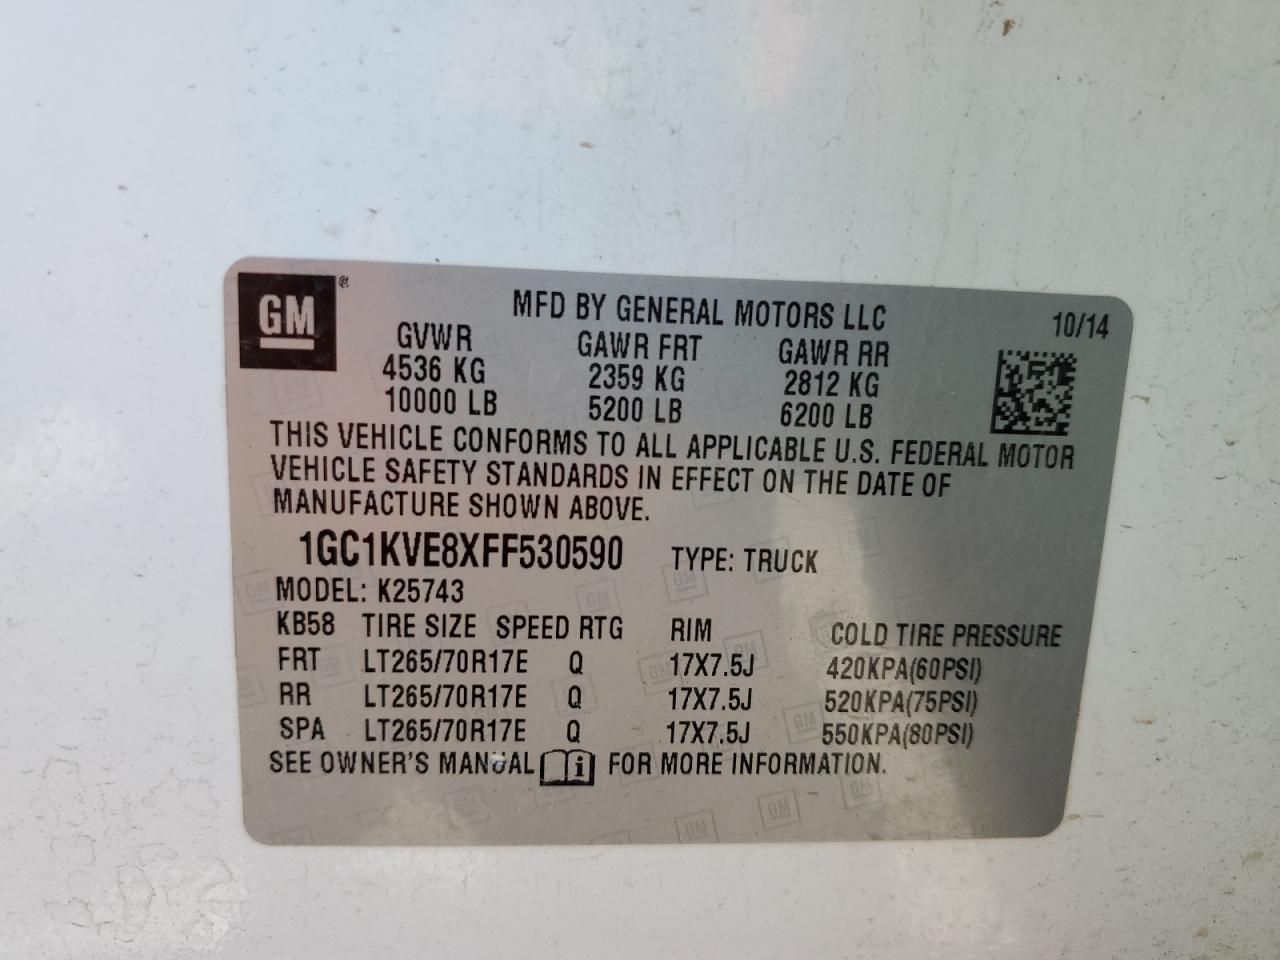 GM ®
MFD BY GENERAL MOTORS LLC 10/14
GVWR GAWR FRT GAWR RR
4536 KG 2359 KG 2812 KG
10000 LB 5200 LB 6200 LB
THIS VEHICLE CONFORMS TO ALL APPLICABLE U.S. FEDERAL MOTOR
VEHICLE SAFETY STANDARDS IN EFFECT ON THE DATE OF
MANUFACTURE SHOWN ABOVE.
1GC1KVE8XFF530590 TYPE: TRUCK
MODEL: K25743
KB58 TIRE SIZE SPEED RTG RIM COLD TIRE PRESSURE
FRT LT265/70R17E Q 17X7.5J 420KPA(60PSI)
RR LT265/70R17E Q 17X7.5J 520KPA(75PSI)
SPA LT265/70R17E Q 17X7.5J 550KPA(80PSI)
SEE OWNER'S MANUAL i FOR MORE INFORMATION.